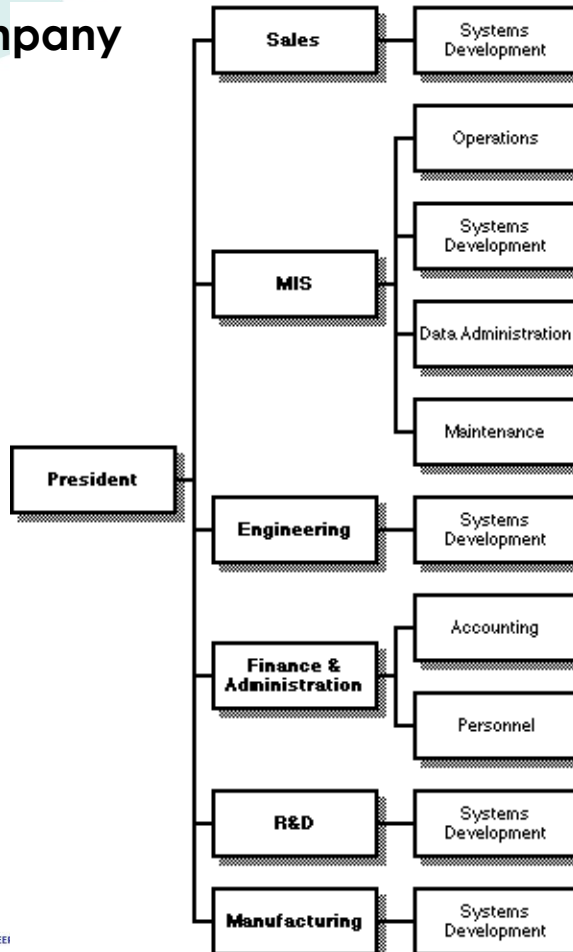 mpany
Sales
Systems
Development
Operations
Systems
Development
MIS
Data Administration
Maintenance
President
Engineering
Systems
Development
Accounting
Finance &
Administration
Personnel
R&D
Systems
Development
Manufacturing
Systems
Development